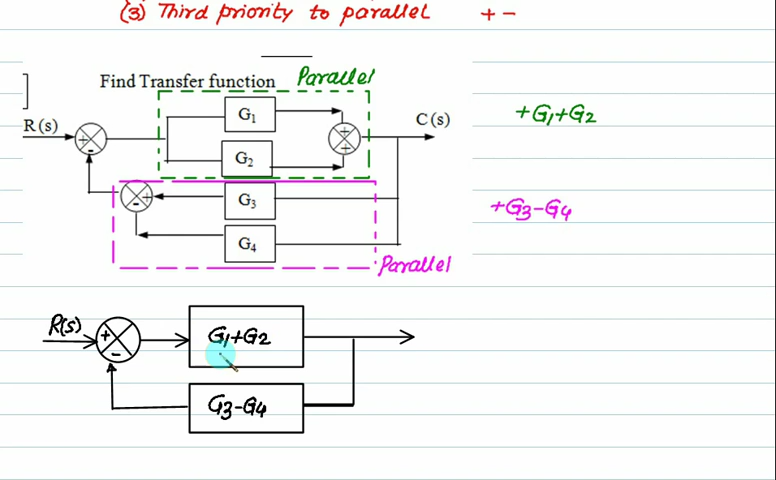 (3) Third priority to parallel + -
]
Find Transfer function Parallel
G1
+G1+G2
R(s)
C(s)
+
+
+
G2
-
+
G3
+G3-G4
G4
Parallel
R(s)
+
-
G1+G2
G3-G4